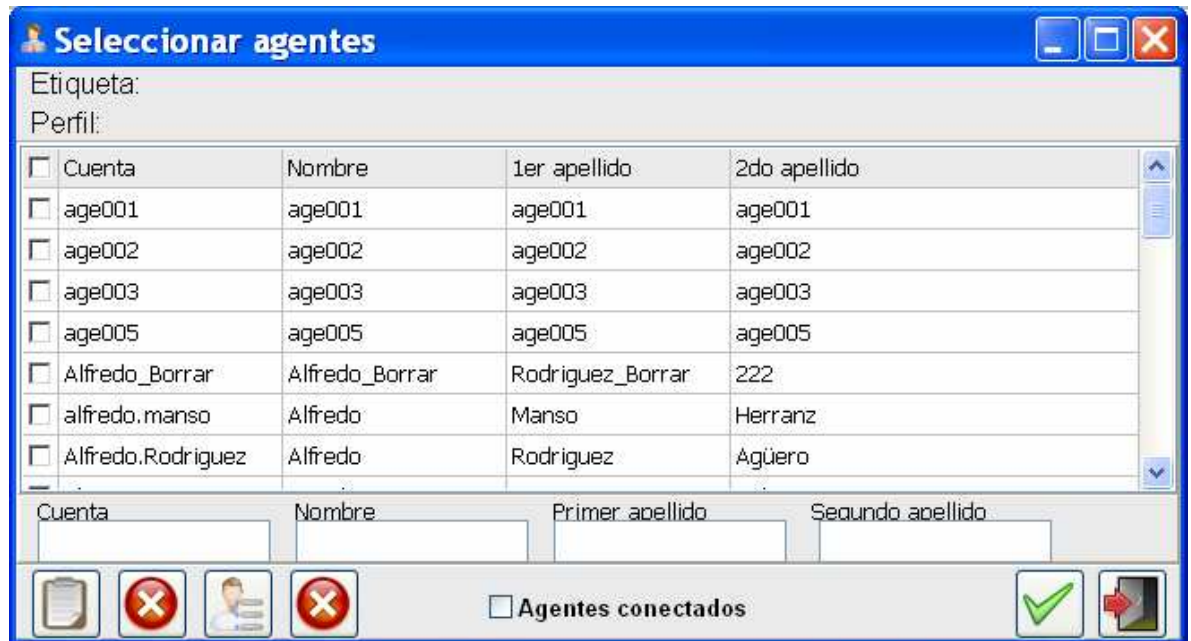 Seleccionar agentes
Etiqueta:
Perfil:
Cuenta Nombre 1er apellido 2do apellido
age001 age001 age001 age001
age002 age002 age002 age002
age003 age003 age003 age003
age005 age005 age005 age005
Alfredo_Borrar Alfredo_Borrar Rodriguez_Borrar 222
alfredo.manso Alfredo Manso Herranz
Alfredo.Rodriguez Alfredo Rodriguez Agüero
Cuenta Nombre Primer apellido Segundo apellido
Agentes conectados